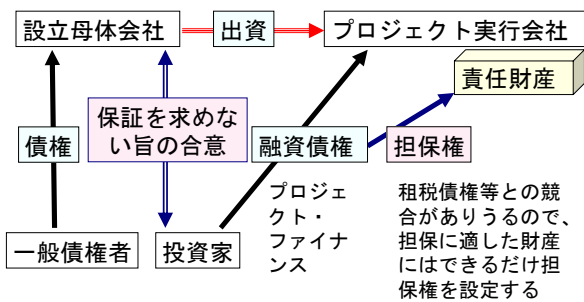 設立母体会社
出資
プロジェクト実行会社
責任財産
保証を求めな
い旨の合意
債権
融資債権
担保権
プロジェ
クト・
ファイナ
ンス
租税債権等との競
合がありうるので、
担保に適した財産
にはできるだけ担
保権を設定する
一般債権者
投資家